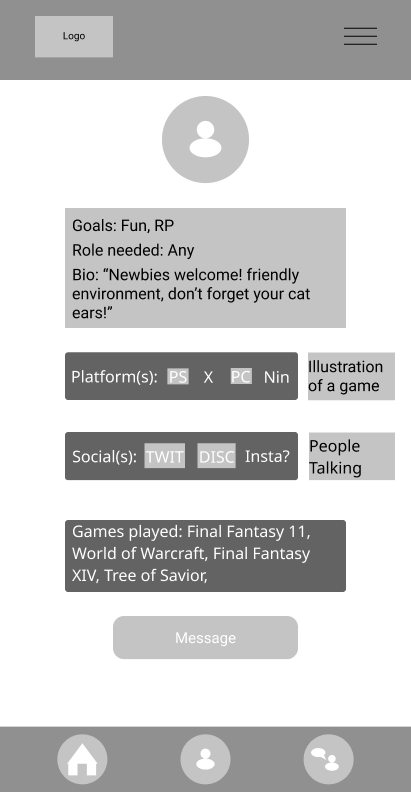 Logo
Goals: Fun, RP
Role needed: Any
Bio: “Newbies welcome! friendly
environment, don’t forget your cat
ears!”
Platform(s): PS X PC Nin
Illustration
of a game
Social(s): TWIT DISC Insta?
People
Talking
Games played: Final Fantasy 11,
World of Warcraft, Final Fantasy
XIV, Tree of Savior,
Message